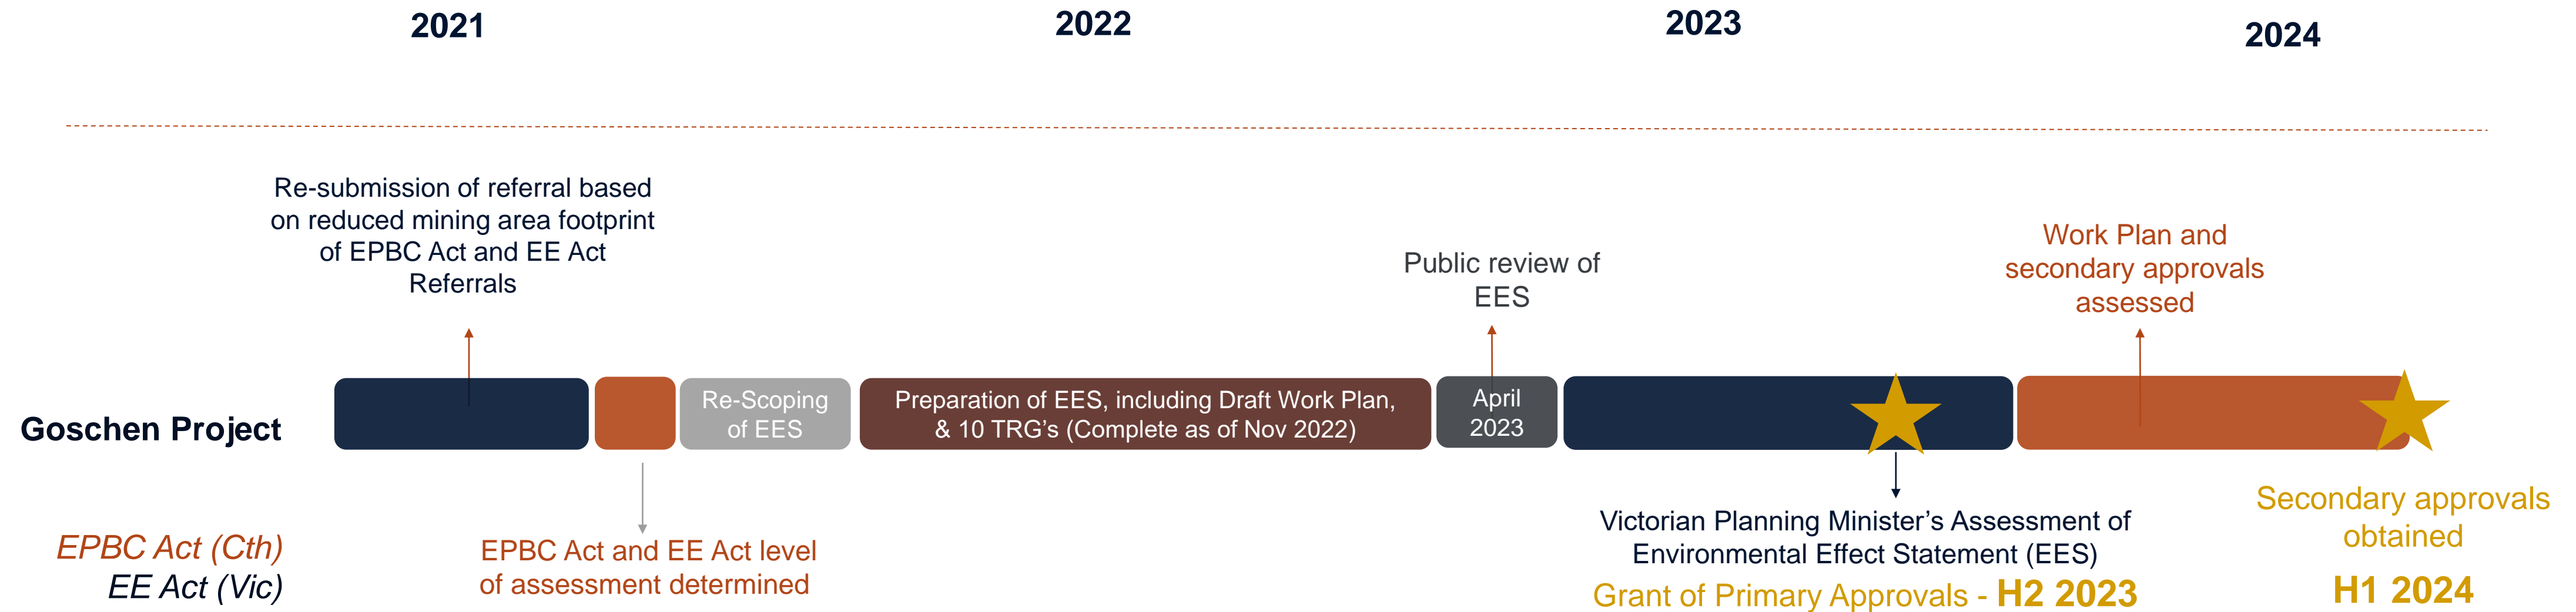 2021
2022
2023
2024
Re-submission of referral based
on reduced mining area footprint
of EPBC Act and EE Act
Referrals
Public review of
EES
Work Plan and
secondary approvals
assessed
Goschen Project
Re-Scoping
of EES
Preparation of EES, including Draft Work Plan,
& 10 TRG's (Complete as of Nov 2022)
April
2023
EPBC Act (Cth)
EE Act (Vic)
EPBC Act and EE Act level
of assessment determined
Victorian Planning Minister's Assessment of
Environmental Effect Statement (EES)
Grant of Primary Approvals - H2 2023
Secondary approvals
obtained
H1 2024